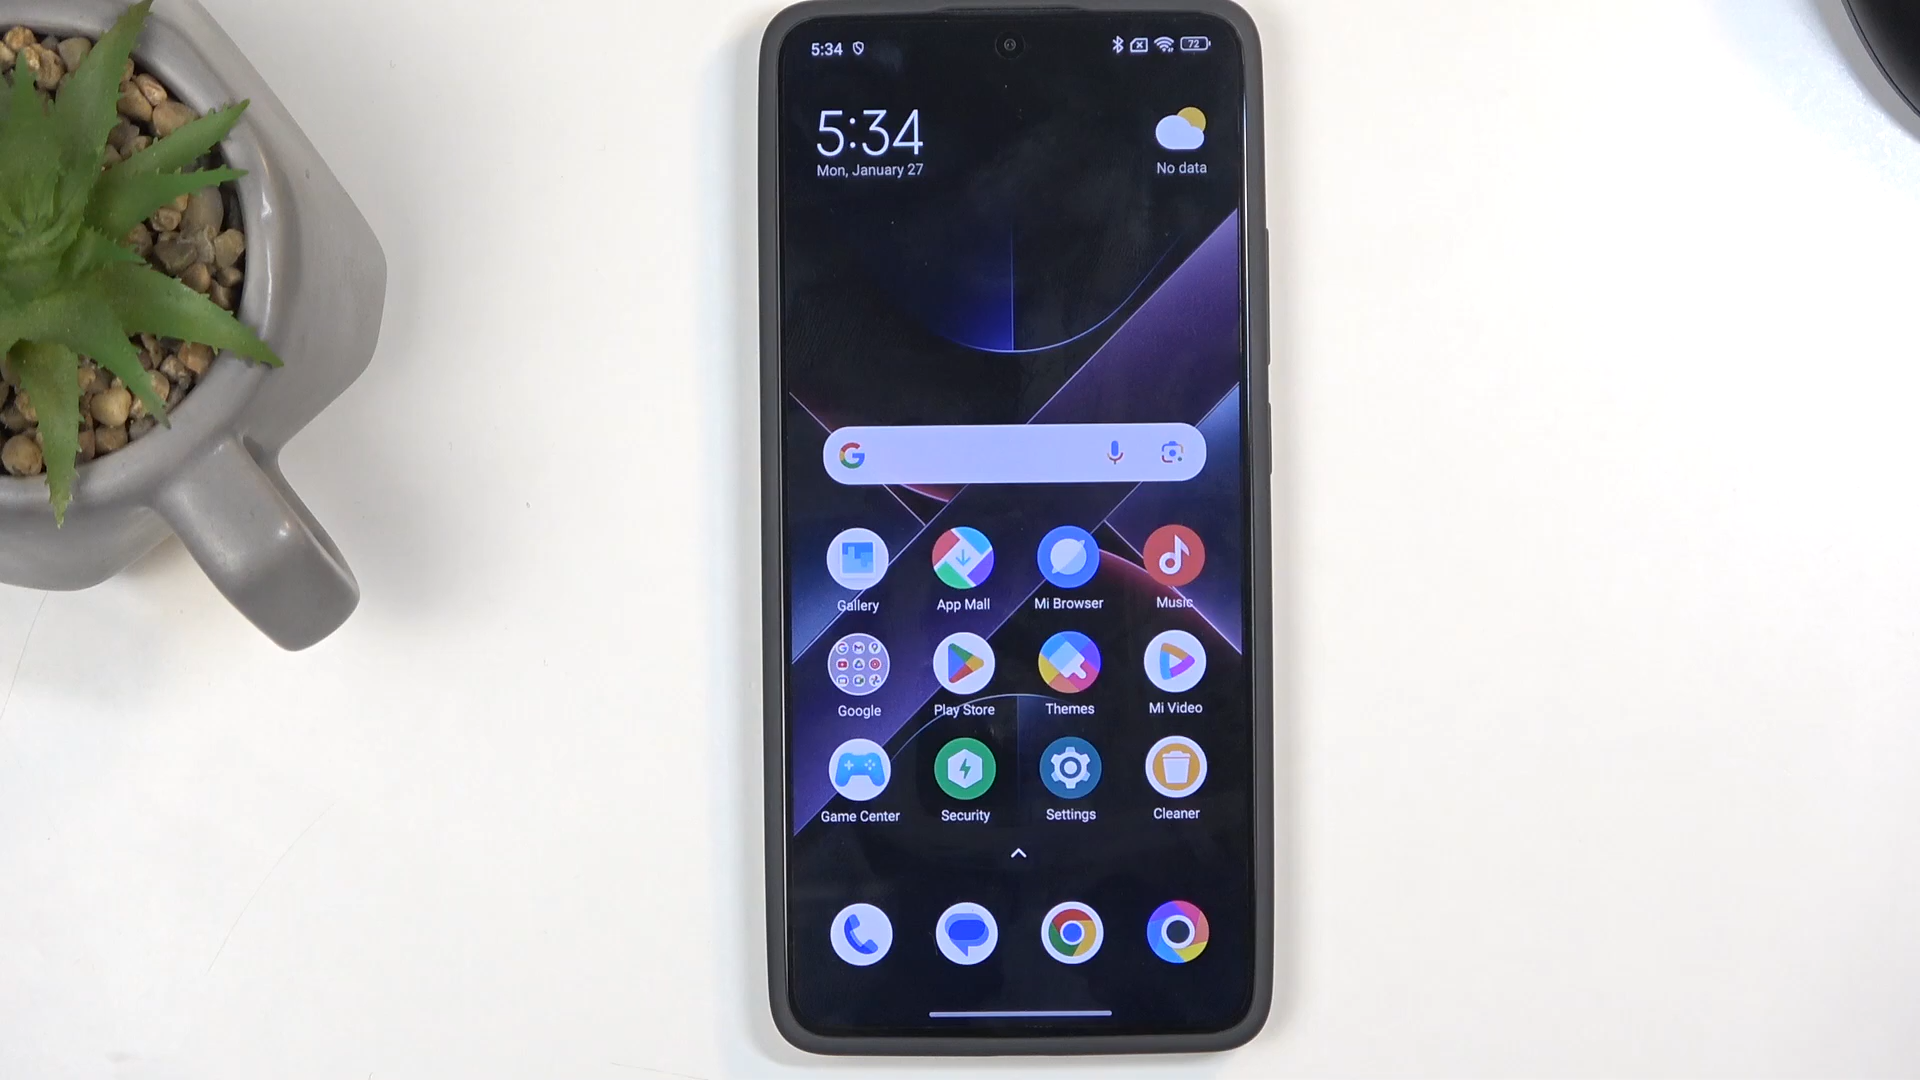 5:34
72
5:34
Mon, January 27
No data
Gallery
App Mall
Mi Browser
Music
Google
Play Store
Themes
Mi Video
Game Center
Security
Settings
Cleaner